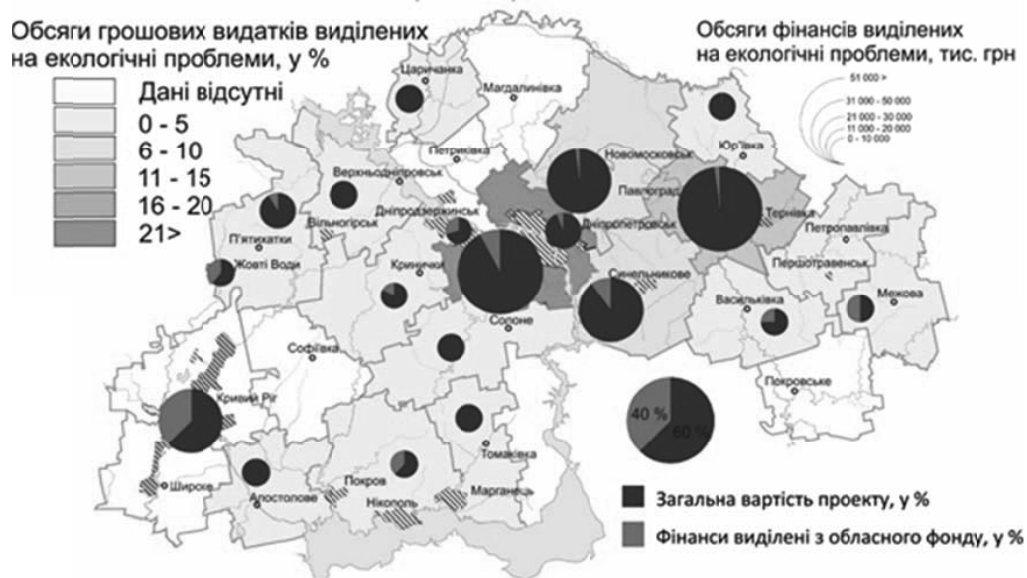 Обсяги грошових видатків виділених
на екологічні проблеми, у %
Дані відсутні
0 - 5
6 - 10
11 - 15
16 - 20
21>
Обсяги фінансів виділених
на екологічні проблеми, тис. грн
51 000 >
31 000 - 50 000
21 000 - 30 000
11 000 - 20 000
0 - 10 000
Царичанка
Магдалинівка
Петриківка
Юр'ївка
Новомосковськ
Верхньодніпровськ
Павлоград
Тернівка
Дніпродзержинськ
Дніпропетровськ
Вільногірськ
Петропавлівка
П'ятихатки
Кринички
Першотравенськ
Жовті Води
Синельникове
Васильківка
Межова
Солоне
Софіївка
Покровське
Кривий Ріг
Томаківка
Широке
Апостолове
Покров
Нікополь
Марганець
40 %
60 %
Загальна вартість проекту, у %
Фінанси виділені з обласного фонду, у %